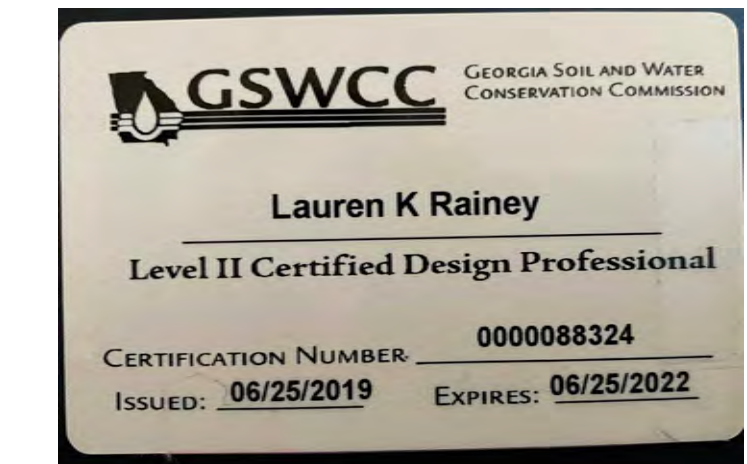 GSWCC
GEORGIA SOIL AND WATER
CONSERVATION COMMISSION
Lauren K Rainey
Level II Certified Design Professional
CERTIFICATION NUMBER 0000088324
ISSUED: 06/25/2019 EXPIRES: 06/25/2022